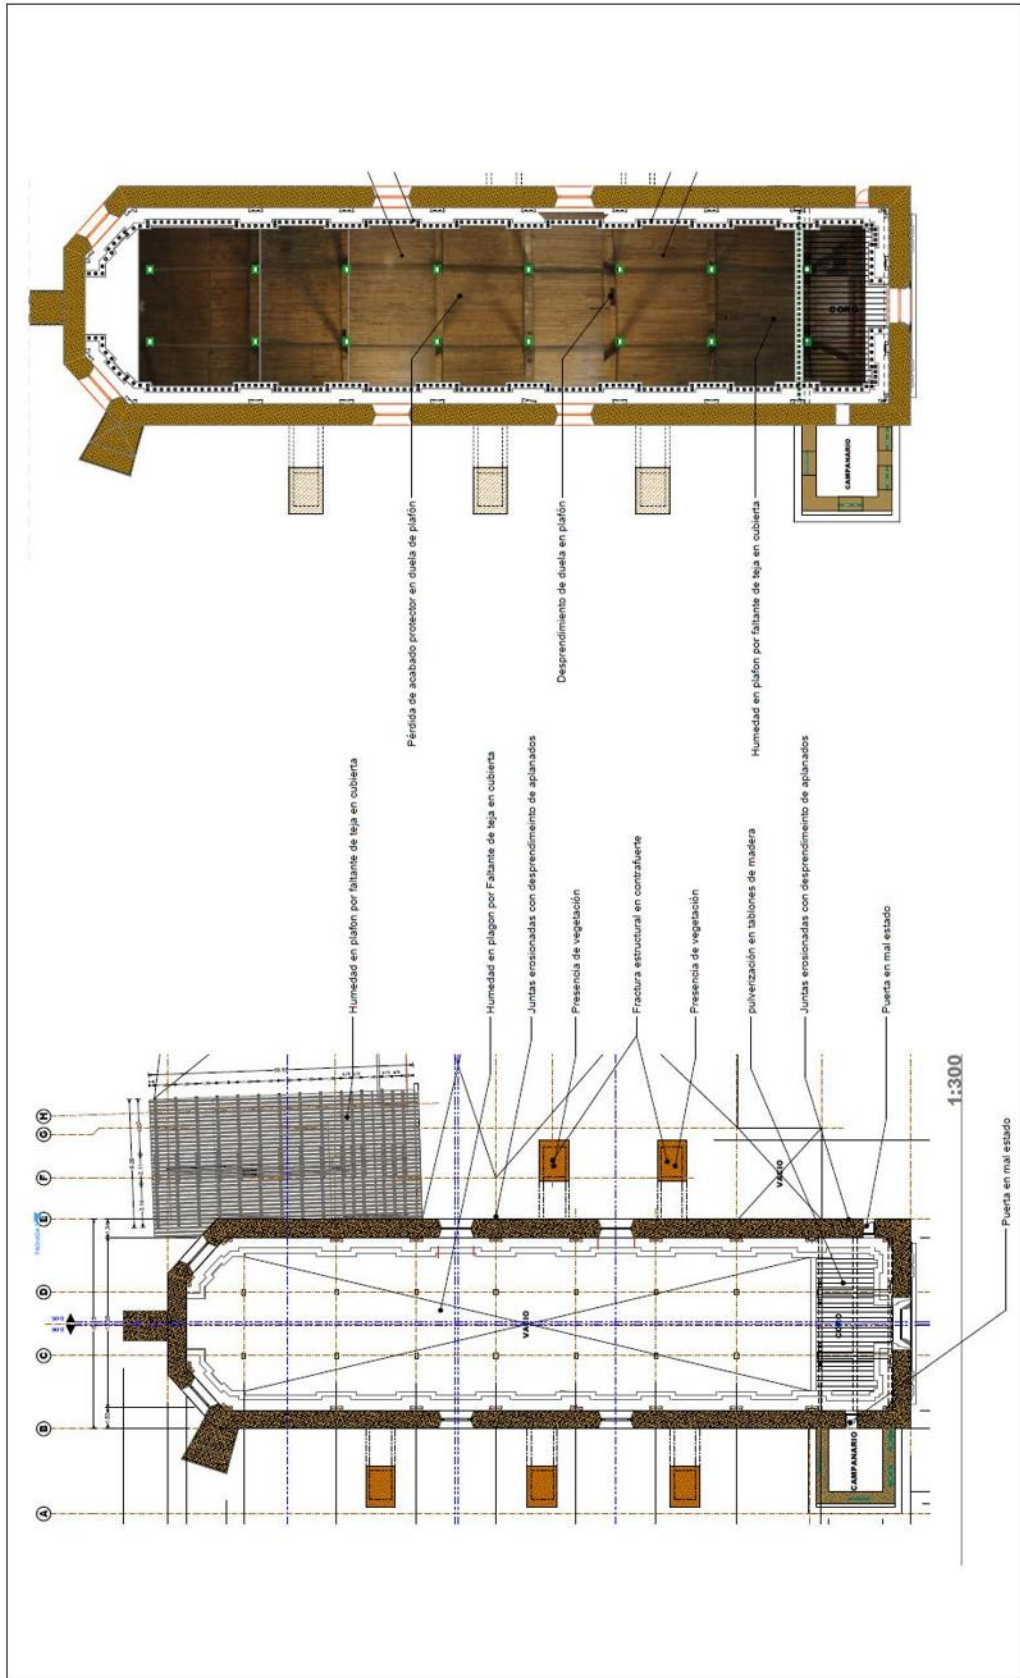 CORO
CAMPANARIO
Pérdida de acabado protector en duela de plafón
Desprendimiento de duela en plafón
Humedad en plafon por faltante de teja en cubierta
Humedad en plafon por faltante de teja en cubierta
Humedad en plagon por Faltante de teja en cubierta
Juntas erosionadas con desprendimeinto de aplanados
Presencia de vegetación
Fractura estructural en contrafuerte
Presencia de vegetación
pulverización en tablones de madera
Juntas erosionadas con desprendimeinto de aplanados
Puerta en mal estado
Puerta en mal estado
H
G
F
E
D
C
B
A
VACIO
VACIO
CORO
CAMPANARIO
1:300